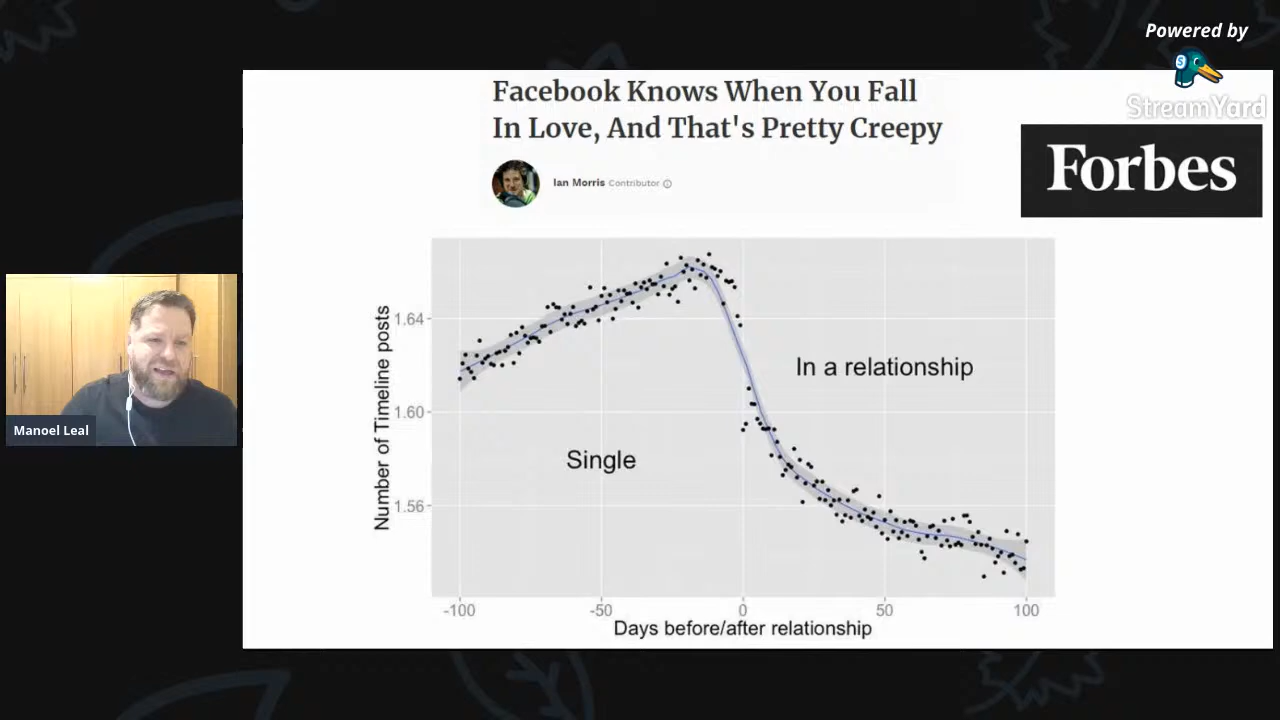 Powered by
StreamYard
Facebook Knows When You Fall
In Love, And That's Pretty Creepy
Forbes
Ian Morris Contributor
Number of Timeline posts
1.64
1.60
1.56
In a relationship
Single
-100
-50
0
50
100
Days before/after relationship
Manoel Leal